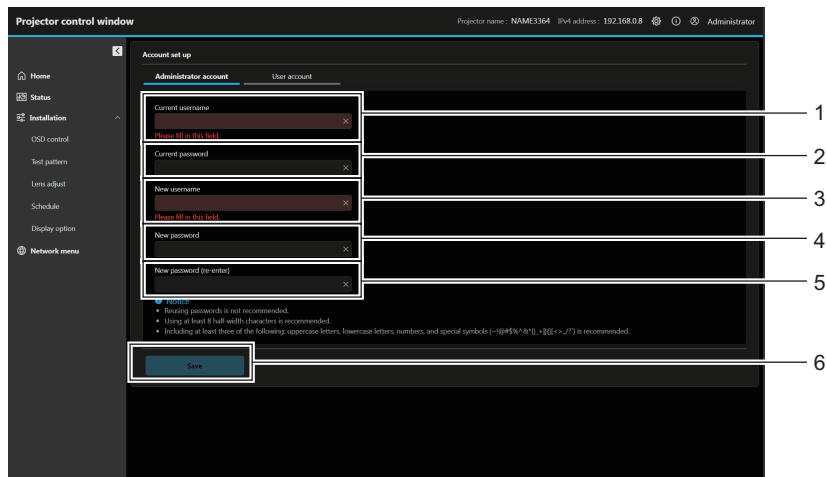 Projector control window
Projector name : NAME3364 IPv4 address : 192.168.0.8 Administrator
Account set up
Home
Administrator account User account
Status
Installation
Current username
1
Please fill in this field.
OSD control
Current password
2
Test pattern
Lens adjust
New username
3
Schedule
Please fill in this field.
Display option
New password
4
Network menu
New password (re-enter)
5
Notice
Reusing passwords is not recommended.
Using at least 8 half-width characters is recommended.
Including at least three of the following: uppercase letters, lowercase letters, numbers, and special symbols is recommended.
Save
6